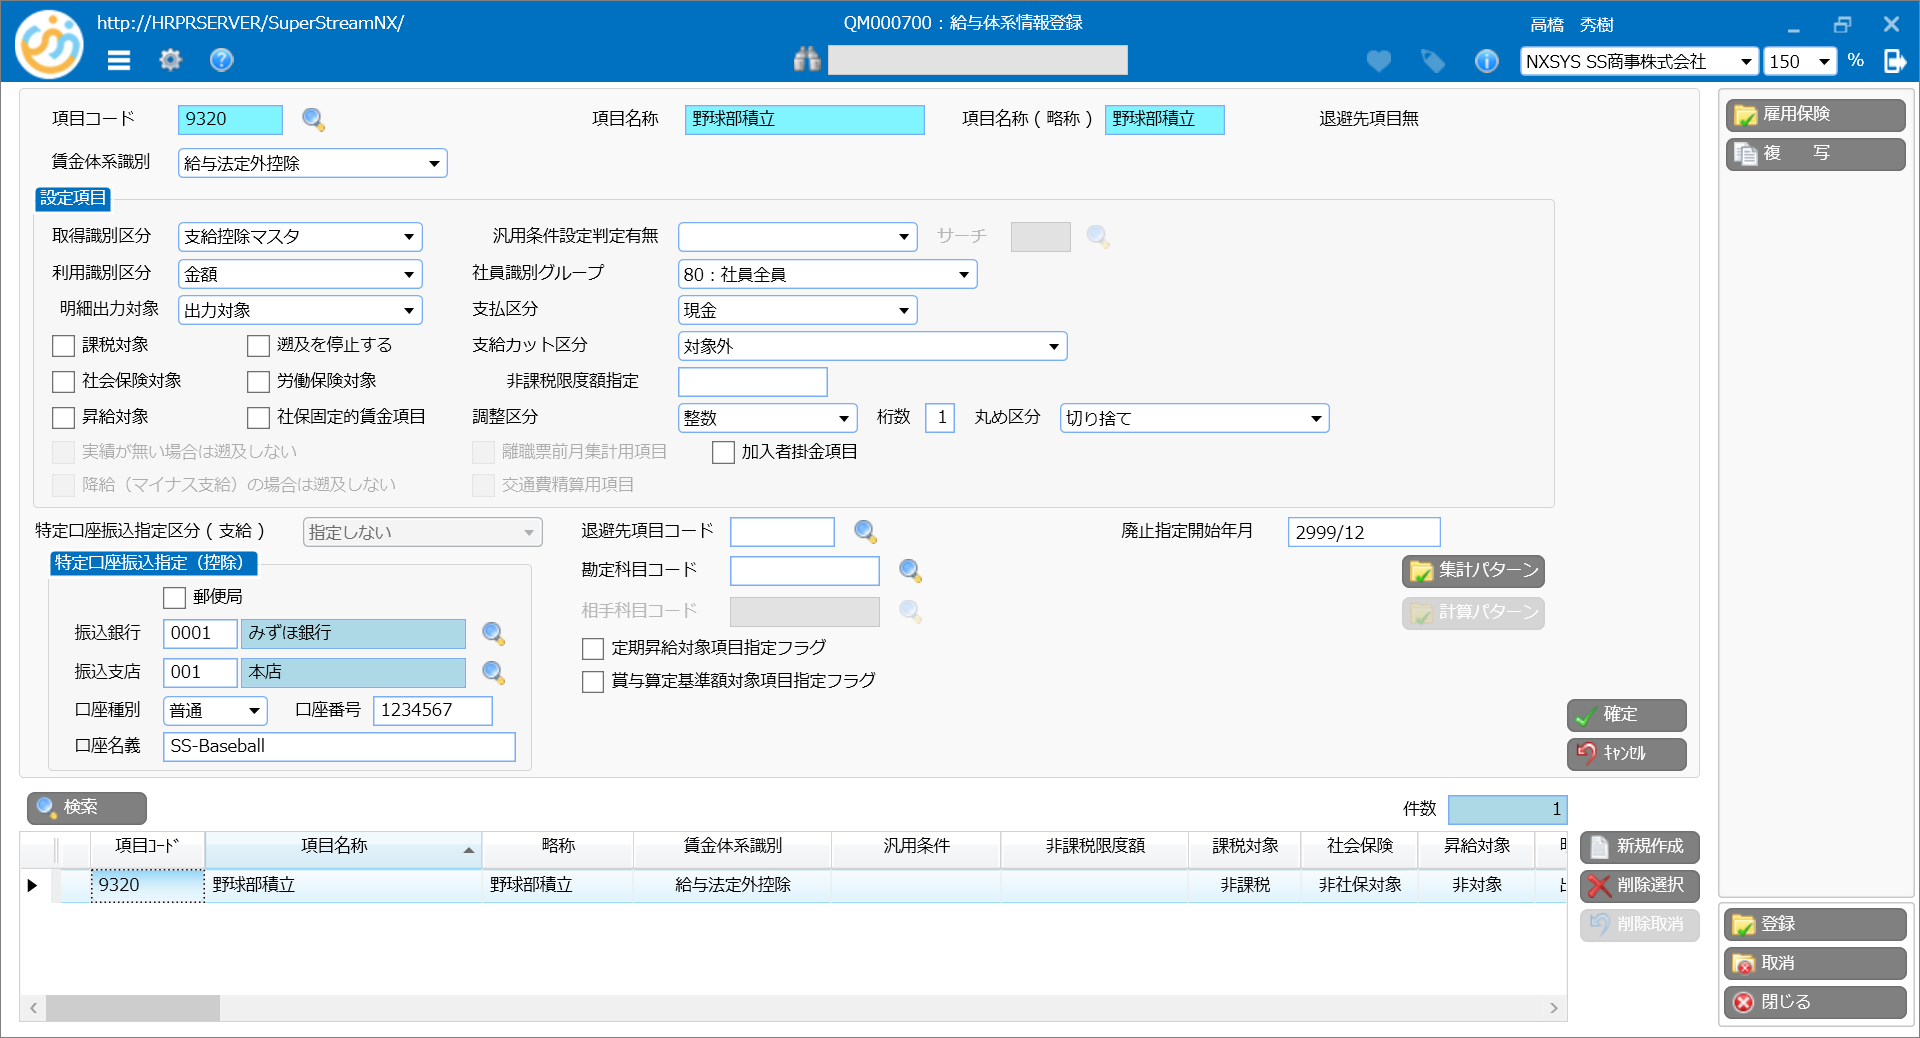 http://HRPRSERVER/SuperStreamNX/
QM000700：給与体系情報登録
高橋　秀樹
NXSYS SS商事株式会社
150
%
項目コード
9320
項目名称
野球部積立
項目名称 ( 略称 )
野球部積立
退避先項目無
賃金体系識別
給与法定外控除
設定項目
取得識別区分
支給控除マスタ
汎用条件設定判定有無
サーチ
利用識別区分
金額
社員識別グループ
80：社員全員
明細出力対象
出力対象
支払区分
現金
課税対象
遡及を停止する
支給カット区分
対象外
社会保険対象
労働保険対象
非課税限度額指定
昇給対象
社保固定的賃金項目
調整区分
整数
桁数
1
丸め区分
切り捨て
実績が無い場合は遡及しない
離職票前月集計用項目
加入者掛金項目
降給（マイナス支給）の場合は遡及しない
交通費精算用項目
特定口座振込指定区分 ( 支給 )
指定しない
退避先項目コード
廃止指定開始年月
2999/12
特定口座振込指定（控除）
勘定科目コード
集計パターン
郵便局
相手科目コード
計算パターン
振込銀行
0001
みずほ銀行
定期昇給対象項目指定フラグ
振込支店
001
本店
賞与算定基準額対象項目指定フラグ
口座種別
普通
口座番号
1234567
口座名義
SS-Baseball
確定
ｷｬﾝｾﾙ
検索
件数
1
項目ｺｰﾄﾞ
項目名称
略称
賃金体系識別
汎用条件
非課税限度額
課税対象
社会保険
昇給対象
9320
野球部積立
野球部積立
給与法定外控除
非課税
非社保対象
非対象
新規作成
削除選択
削除取消
雇用保険
複　　写
登録
取消
閉じる